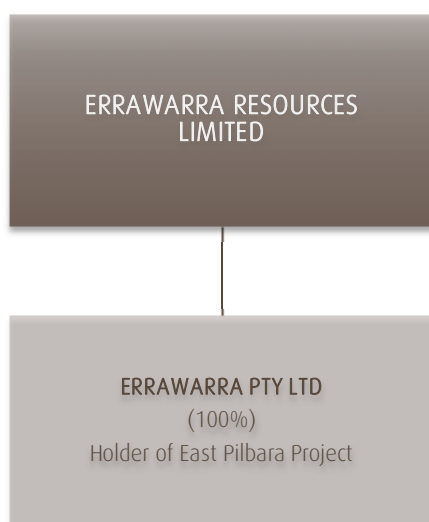 ERRAWARRA RESOURCES
LIMITED
ERRAWARRA PTY LTD
(100%)
Holder of East Pilbara Project